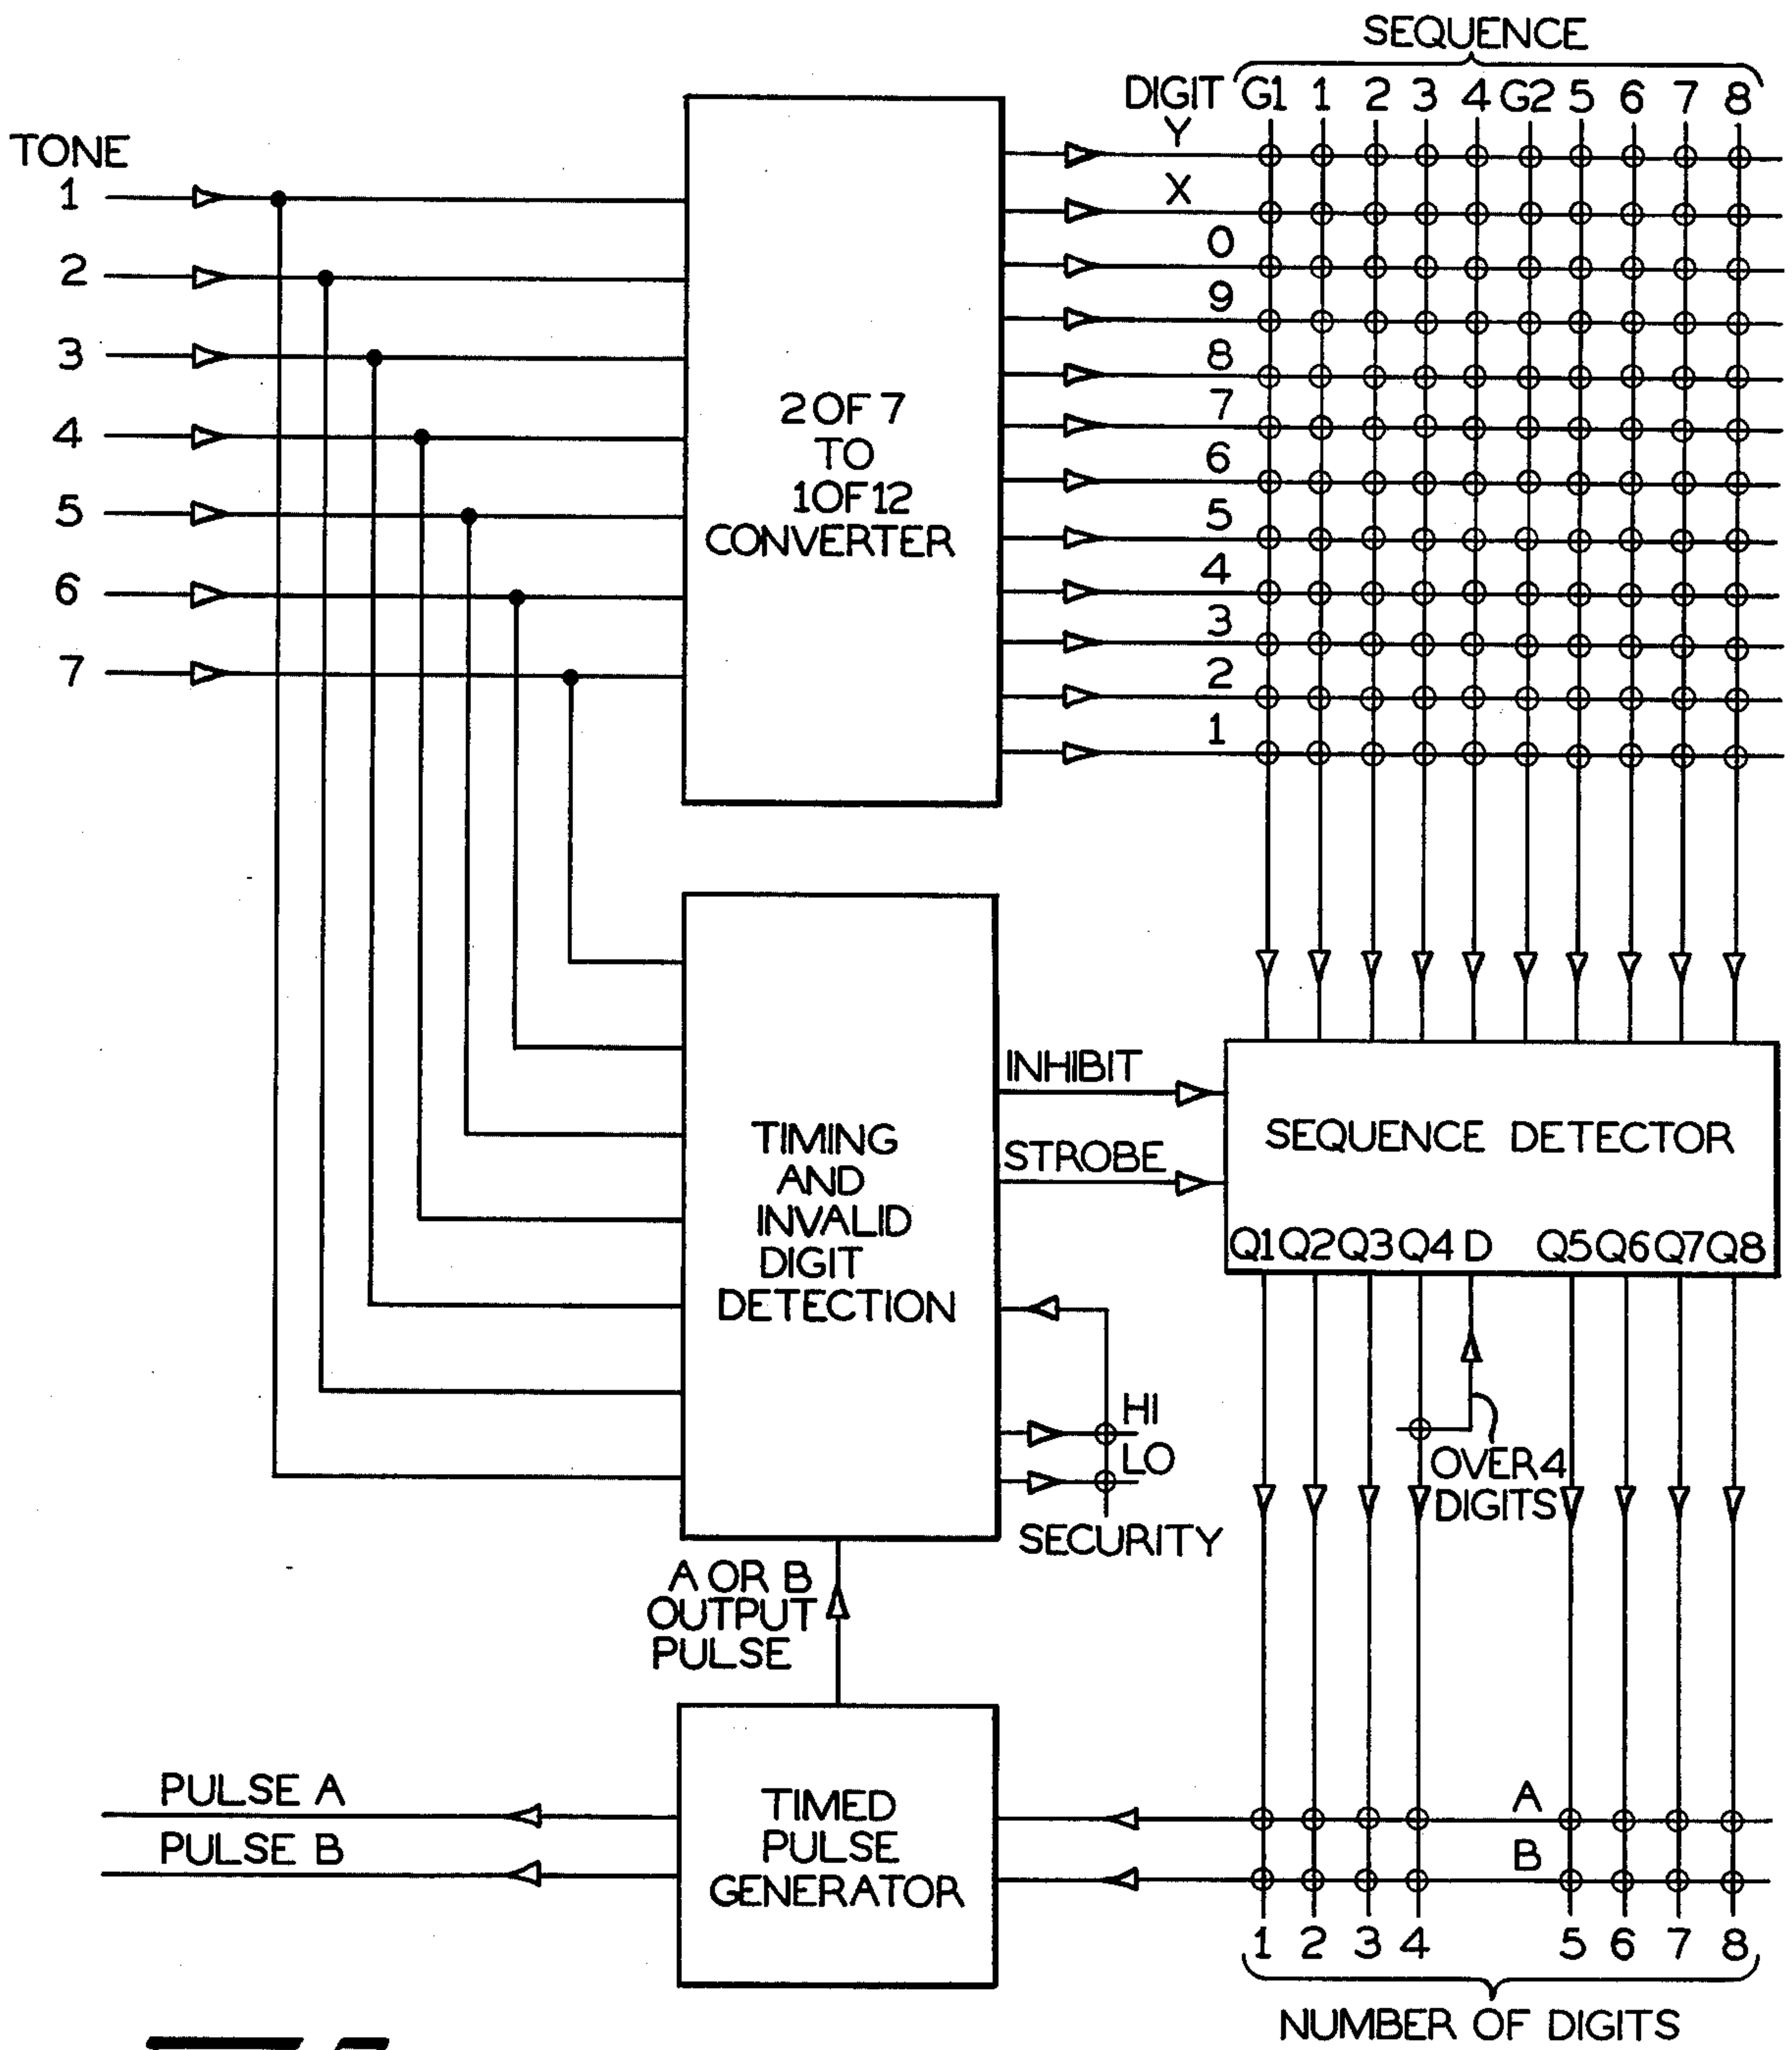 SEQUENCE
DIGIT G1 1 2 3 4 G2 5 6 7 8
TONE
1
2
3
4
5
6
7
2 OF 7
TO
1 OF 12
CONVERTER
Y
X
0
9
8
7
6
5
4
3
2
1
TIMING
AND
INVALID
DIGIT
DETECTION
INHIBIT
STROBE
SEQUENCE DETECTOR
Q1 Q2 Q3 Q4 D Q5 Q6 Q7 Q8
HI
LO
SECURITY
OVER 4
DIGITS
A OR B
OUTPUT
PULSE
PULSE A
PULSE B
TIMED
PULSE
GENERATOR
A
B
1 2 3 4 5 6 7 8
NUMBER OF DIGITS